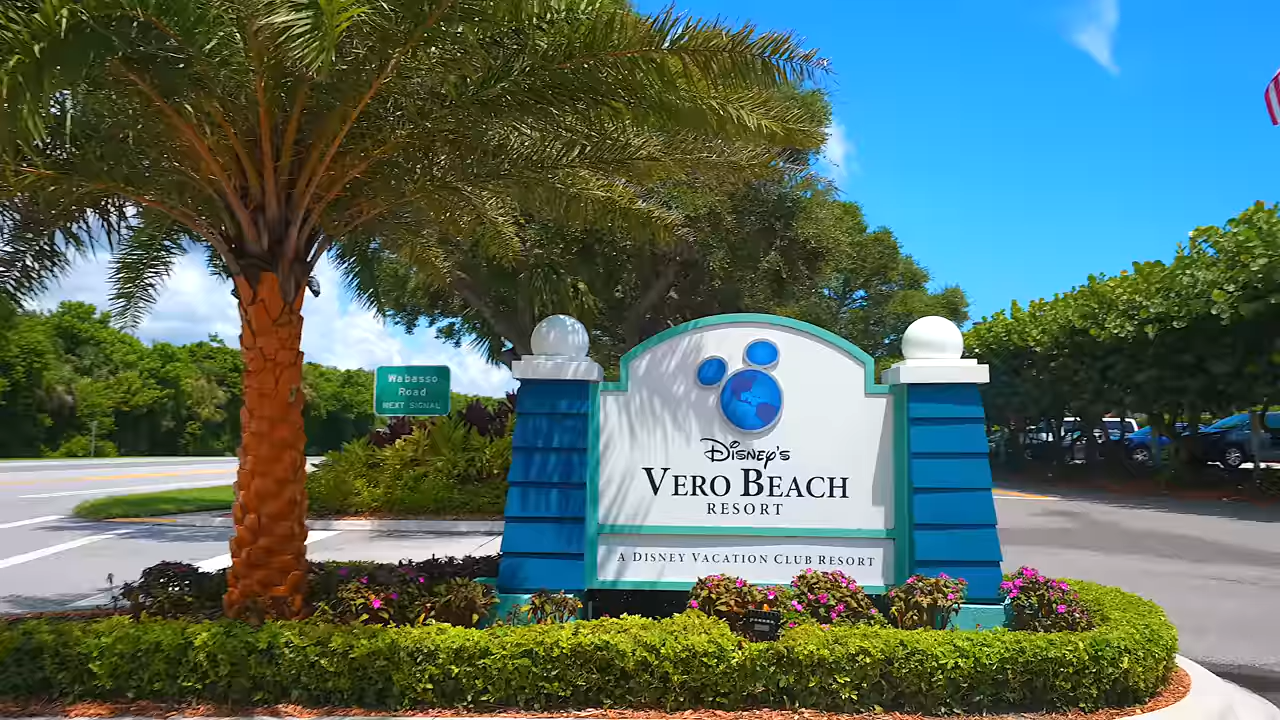 Wabasso
Road
NEXT SIGNAL
Disney's
VERO BEACH
RESORT
A DISNEY VACATION CLUB RESORT